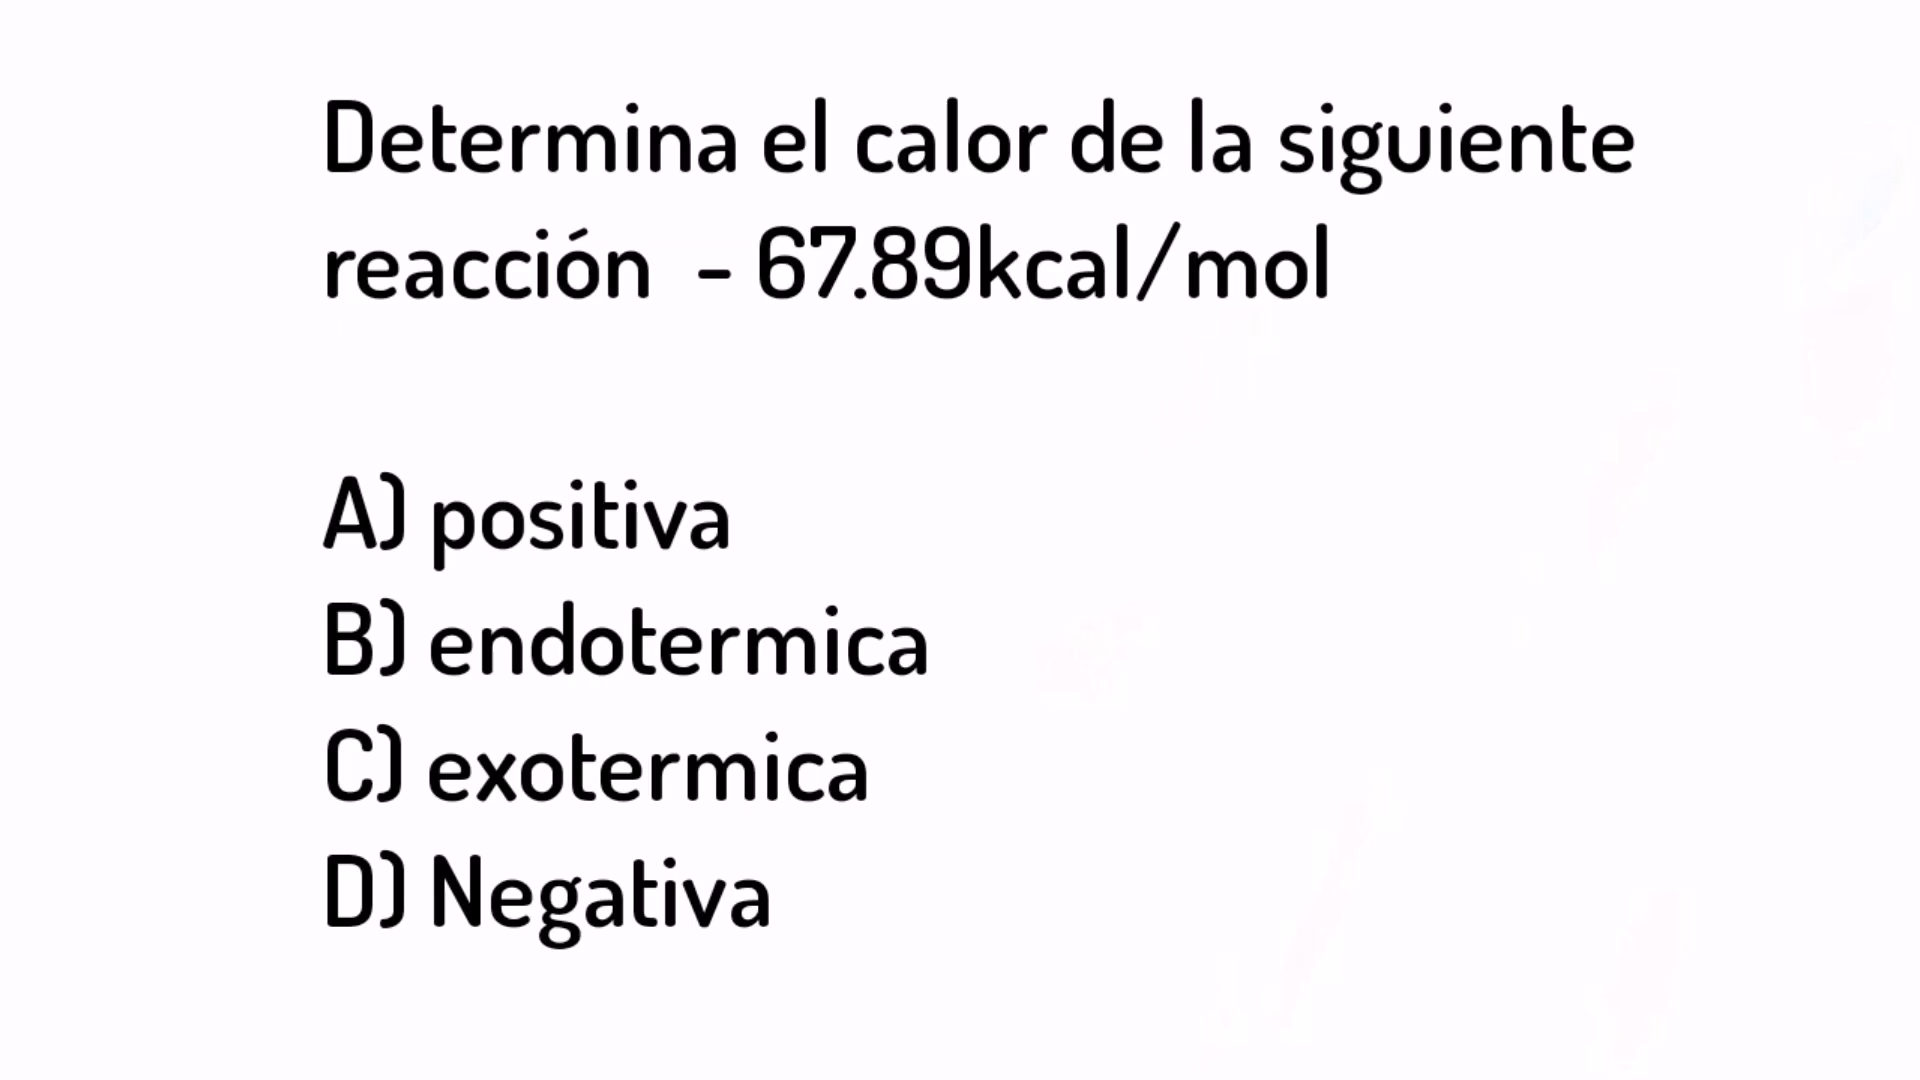 Determina el calor de la siguiente
reacción - 67.89kcal/mol
A) positiva
B) endotermica
C) exotermica
D) Negativa